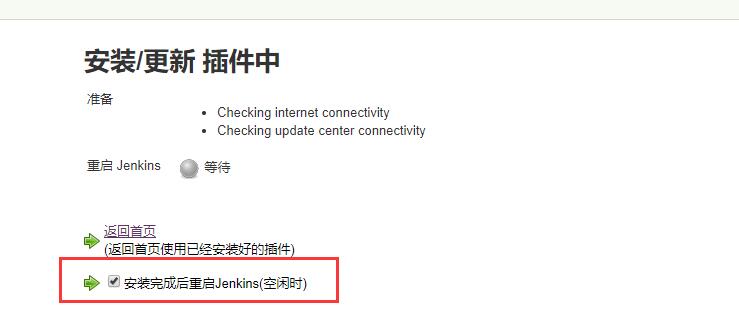 安装/更新 插件中
准备
Checking internet connectivity
Checking update center connectivity
重启 Jenkins 等待
返回首页
(返回首页使用已经安装好的插件)
安装完成后重启Jenkins(空闲时)